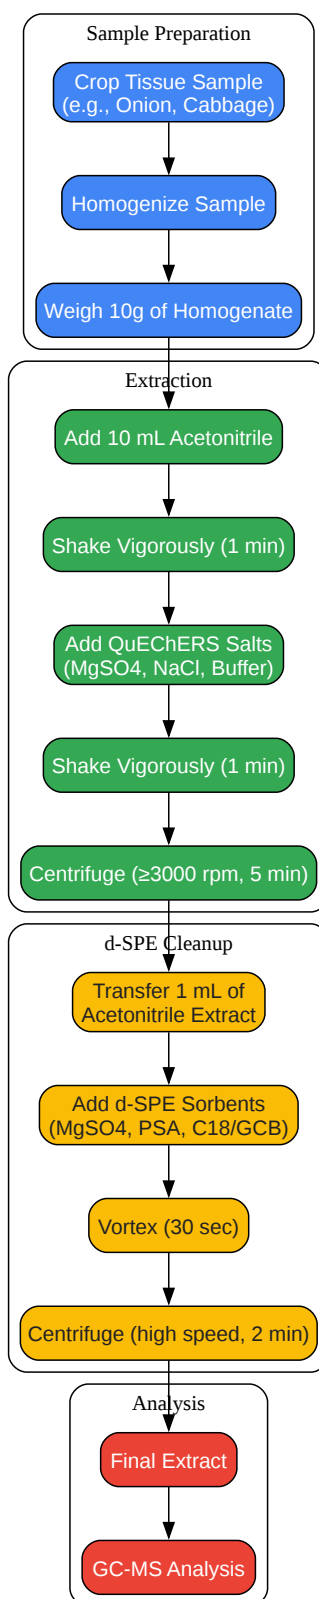 Sample Preparation
Crop Tissue Sample
(e.g., Onion, Cabbage)
Homogenize Sample
Weigh 10g of Homogenate
Extraction
Add 10 mL Acetonitrile
Shake Vigorously (1 min)
Add QuEChERS Salts
(MgSO4, NaCl, Buffer)
Shake Vigorously (1 min)
Centrifuge (≥3000 rpm, 5 min)
d-SPE Cleanup
Transfer 1 mL of
Acetonitrile Extract
Add d-SPE Sorbents
(MgSO4, PSA, C18/GCB)
Vortex (30 sec)
Centrifuge (high speed, 2 min)
Analysis
Final Extract
GC-MS Analysis